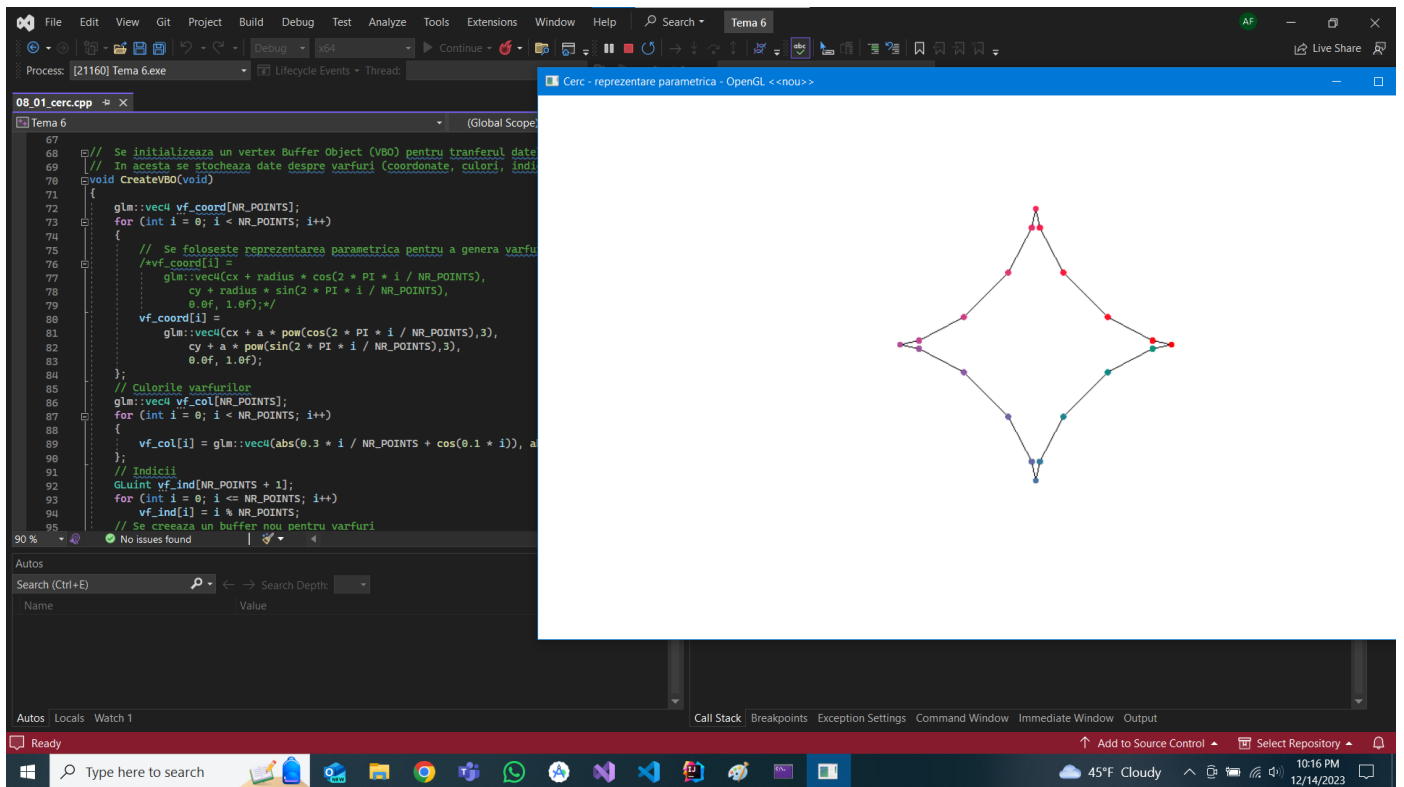 File Edit View Git Project Build Debug Test Analyze Tools Extensions Window Help Search Tema 6 AF
Debug x64 Continue Live Share
Process: [21160] Tema 6.exe Lifecycle Events Thread:
Cerc - reprezentare parametrica - OpenGL <<nou>>
08_01_cerc.cpp
Tema 6 (Global Scope)
67
68 // Se initializeaza un vertex Buffer Object (VBO) pentru tranferul date
69 // In acesta se stocheaza date despre varfuri (coordonate, culori, indi
70 void CreateVBO(void)
71 {
72 glm::vec4 vf_coord[NR_POINTS];
73 for (int i = 0; i < NR_POINTS; i++)
74 {
75 // Se foloseste reprezentarea parametrica pentru a genera varfu
76 /*vf_coord[i] =
77 glm::vec4(cx + radius * cos(2 * PI * i / NR_POINTS),
78 cy + radius * sin(2 * PI * i / NR_POINTS),
79 0.0f, 1.0f);*/
80 vf_coord[i] =
81 glm::vec4(cx + a * pow(cos(2 * PI * i / NR_POINTS),3),
82 cy + a * pow(sin(2 * PI * i / NR_POINTS),3),
83 0.0f, 1.0f);
84 };
85 // Culorile varfurilor
86 glm::vec4 vf_col[NR_POINTS];
87 for (int i = 0; i < NR_POINTS; i++)
88 {
89 vf_col[i] = glm::vec4(abs(0.3 * i / NR_POINTS + cos(0.1 * i)), a
90 };
91 // Indicii
92 GLuint vf_ind[NR_POINTS + 1];
93 for (int i = 0; i <= NR_POINTS; i++)
94 vf_ind[i] = i % NR_POINTS;
95 // Se creeaza un buffer nou pentru varfuri
90 % No issues found
Autos
Search (Ctrl+E) Search Depth:
Name Value
Autos Locals Watch 1
Call Stack Breakpoints Exception Settings Command Window Immediate Window Output
Ready Add to Source Control Select Repository
Type here to search 45°F Cloudy 10:16 PM
12/14/2023